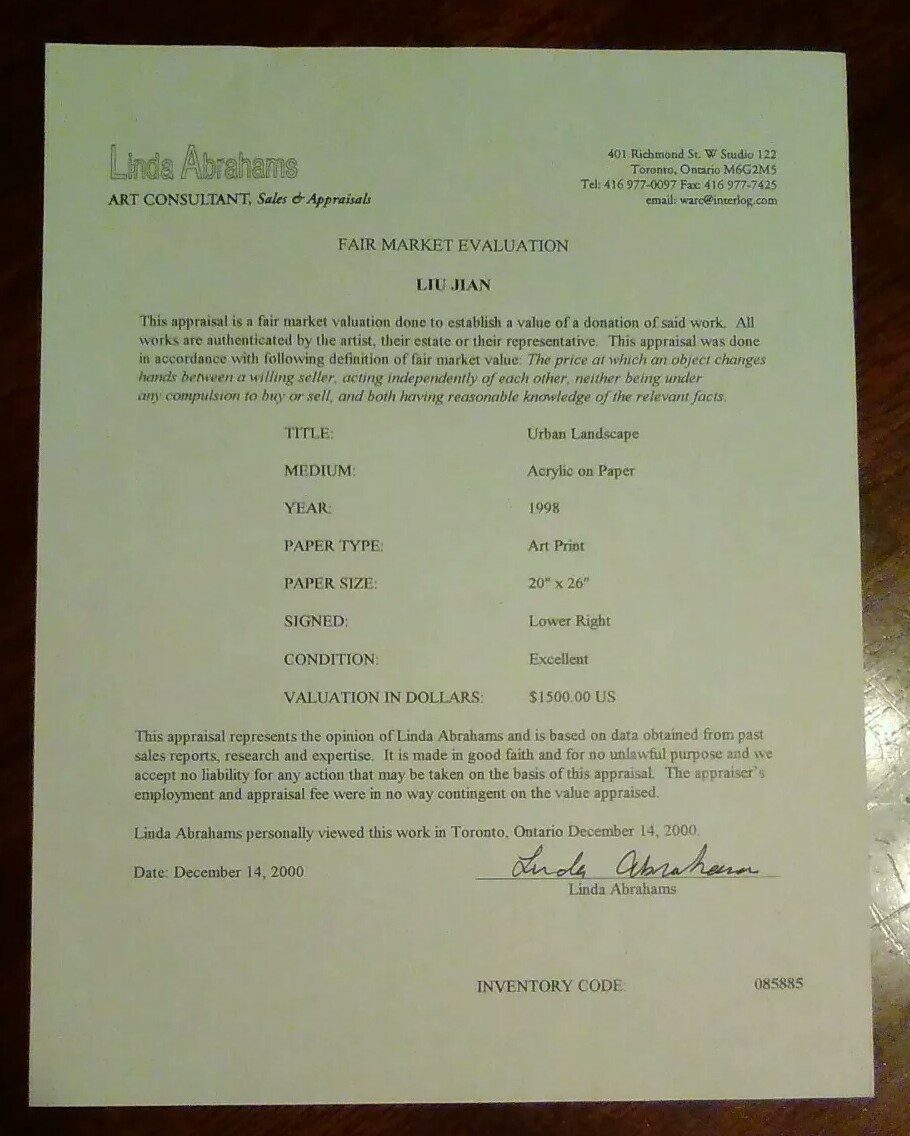 Linda Abrahams
ART CONSULTANT, Sales & Appraisals
401 Richmond St. W Studio 122
Toronto, Ontario M6G2M5
Tel: 416 977-0097 Fax: 416 977-7425
email: warc@interlog.com
FAIR MARKET EVALUATION
LIU JIAN
This appraisal is a fair market valuation done to establish a value of a donation of said work. All
works are authenticated by the artist, their estate or their representative. This appraisal was done
in accordance with following definition of fair market value: The price at which an object changes
hands between a willing seller, acting independently of each other, neither being under
any compulsion to buy or sell, and both having reasonable knowledge of the relevant facts.
TITLE: Urban Landscape
MEDIUM: Acrylic on Paper
YEAR: 1998
PAPER TYPE: Art Print
PAPER SIZE: 20" x 26"
SIGNED: Lower Right
CONDITION: Excellent
VALUATION IN DOLLARS: $1500.00 US
This appraisal represents the opinion of Linda Abrahams and is based on data obtained from past
sales reports, research and expertise. It is made in good faith and for no unlawful purpose and we
accept no liability for any action that may be taken on the basis of this appraisal. The appraiser's
employment and appraisal fee were in no way contingent on the value appraised.
Linda Abrahams personally viewed this work in Toronto, Ontario December 14, 2000.
Linda Abrahams
Date: December 14, 2000
Linda Abrahams
INVENTORY CODE: 085885